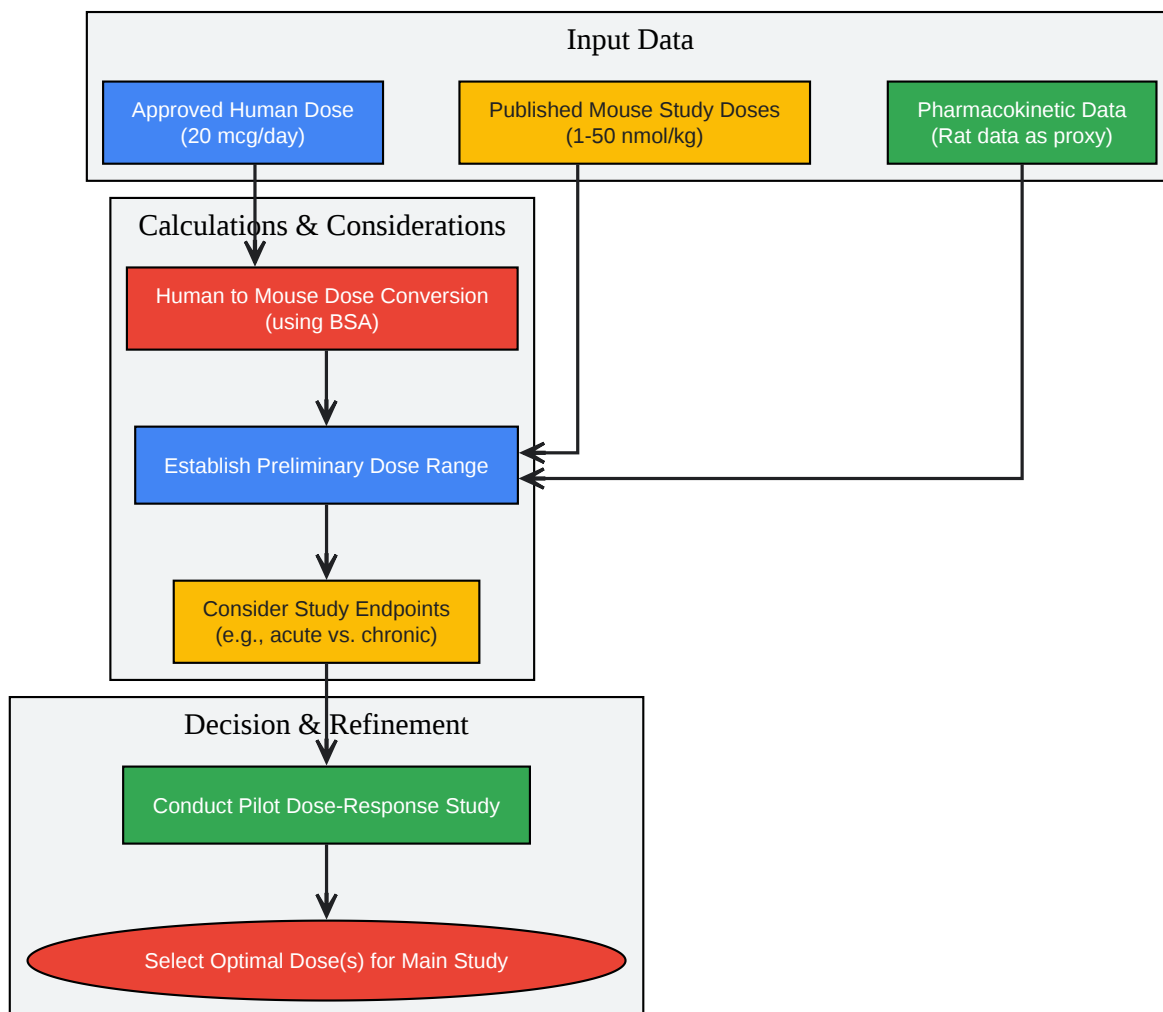 Input Data
Approved Human Dose
(20 mcg/day)
Published Mouse Study Doses
(1-50 nmol/kg)
Pharmacokinetic Data
(Rat data as proxy)
Calculations & Considerations
Human to Mouse Dose Conversion
(using BSA)
Establish Preliminary Dose Range
Consider Study Endpoints
(e.g., acute vs. chronic)
Decision & Refinement
Conduct Pilot Dose-Response Study
Select Optimal Dose(s) for Main Study